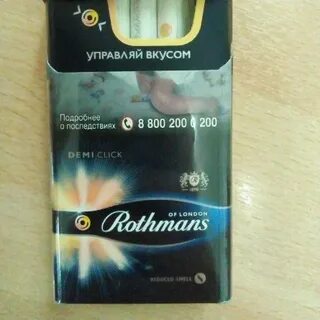 УПРАВЛЯЙ ВКУСОМ
Подробнее
о последствиях
8 800 200 0 200
DEMI CLICK
OF LONDON
Rothmans
REDUCED SMELL